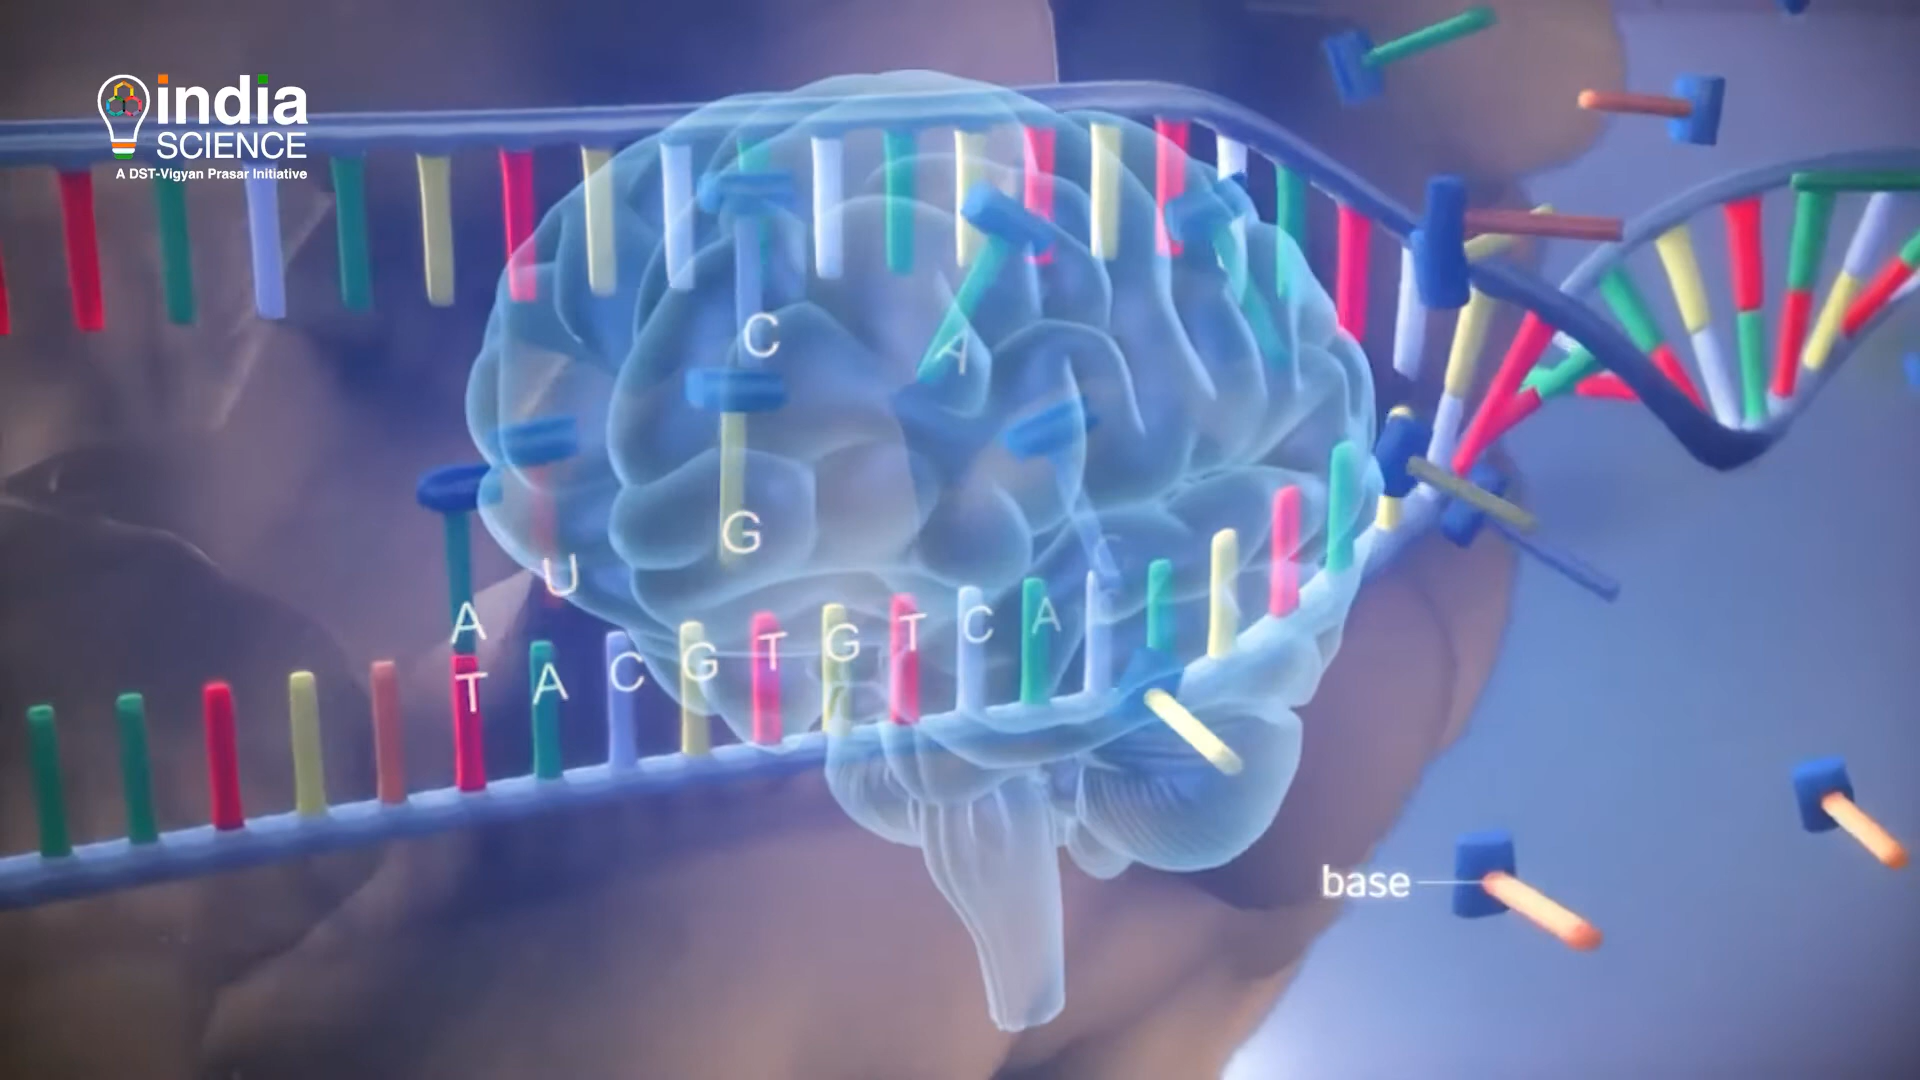 india
SCIENCE
A DST-Vigyan Prasar Initiative
C
A
G
U
A
C
T A C G T G T C A
base